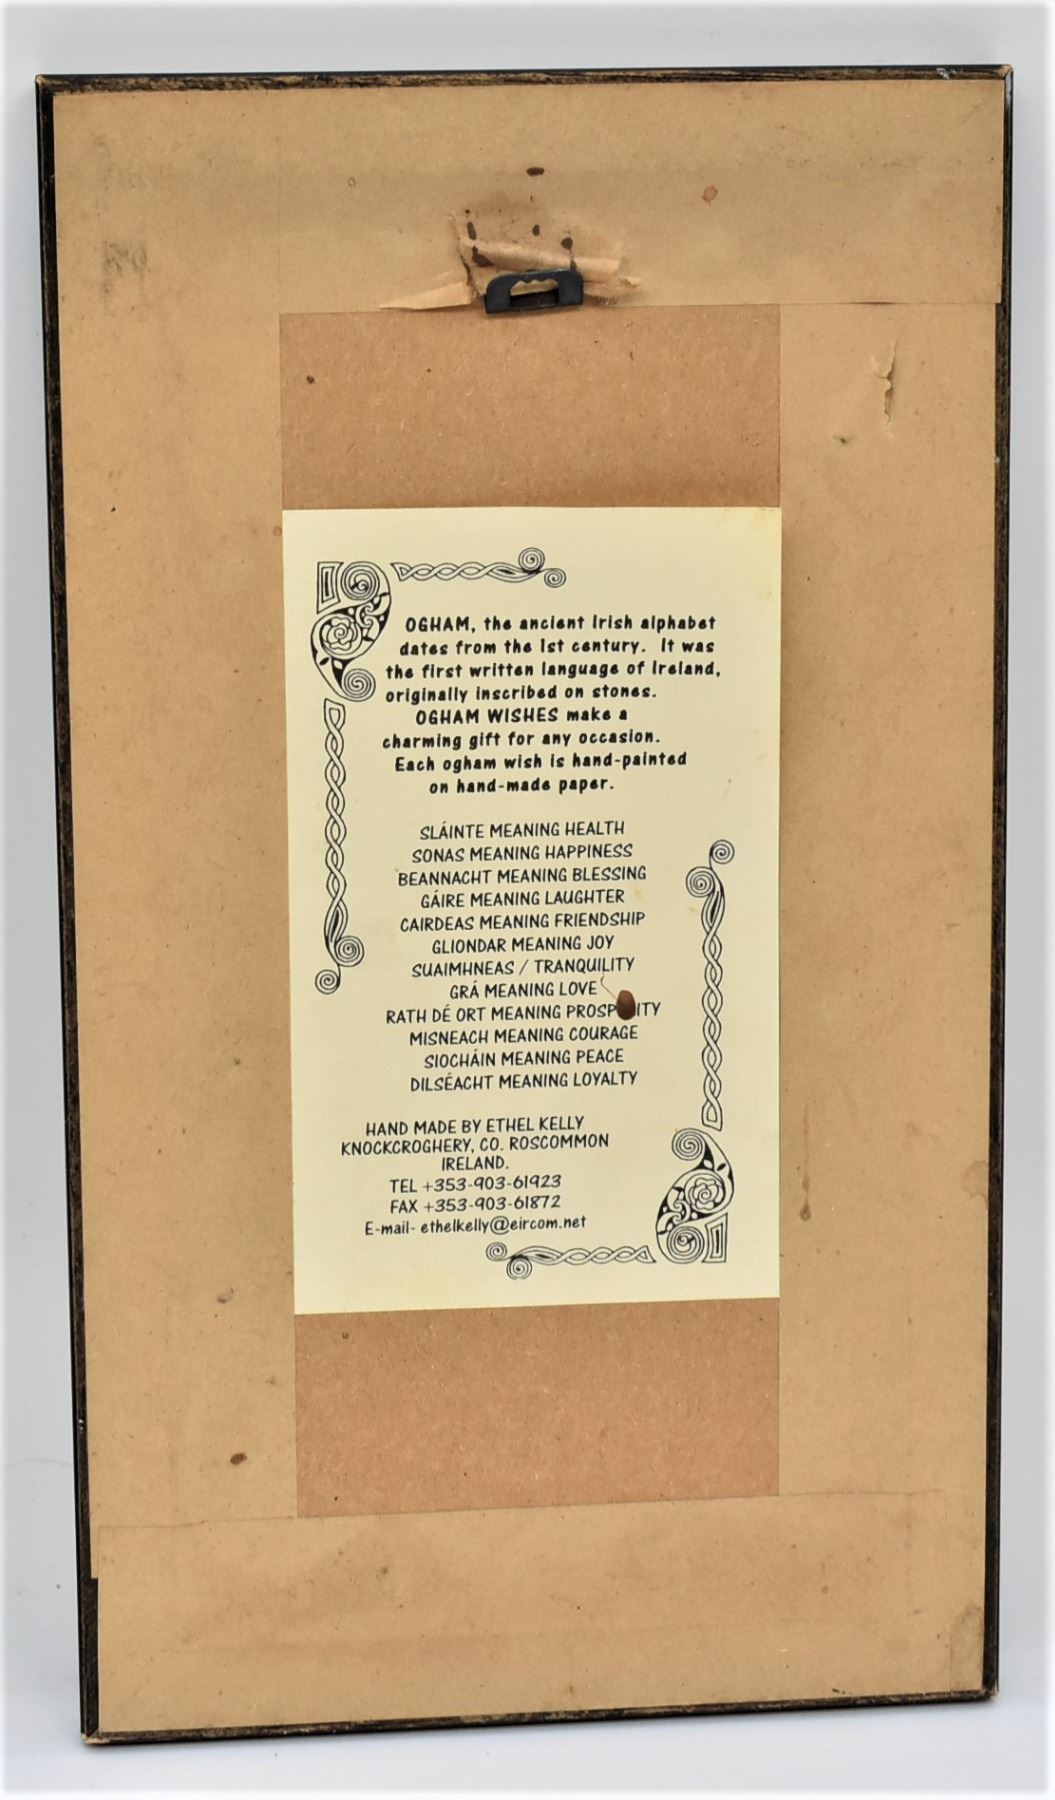 OGHAM, the ancient Irish alphabet
dates from the 1st century. It was
the first written language of Ireland,
originally inscribed on stones.
OGHAM WISHES make a
charming gift for any occasion.
Each ogham wish is hand-painted
on hand-made paper.
SLÁINTE MEANING HEALTH
SONAS MEANING HAPPINESS
BEANNACHT MEANING BLESSING
GÁIRE MEANING LAUGHTER
CAIRDEAS MEANING FRIENDSHIP
GLIONDAR MEANING JOY
SUAIMHNEAS / TRANQUILITY
GRÁ MEANING LOVE
RATH DÉ ORT MEANING
MISNEACH MEANING COURAGE
SIOCHÁIN MEANING PEACE
DILSÉACHT MEANING LOYALTY
HAND MADE BY ETHEL KELLY
KNOCKCROGHERY, CO. ROSCOMMON
IRELAND.
TEL +353-903-61923
FAX +353-903-61872
E-mail- ethelkelly@eircom.net